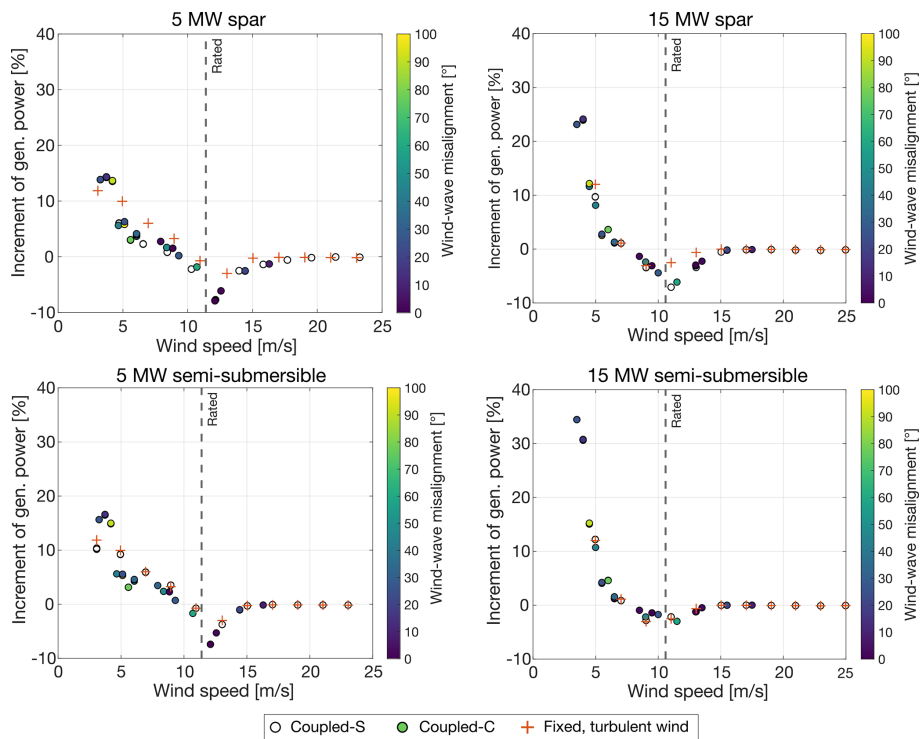 5 MW spar
40
30
20
10
0
-10
0 5 10 15 20 25
Increment of gen. power [%]
Wind speed [m/s]
Rated
100
90
80
70
60
50
40
30
20
10
0
Wind-wave misalignment [°]
15 MW spar
40
30
20
10
0
-10
0 5 10 15 20 25
Increment of gen. power [%]
Wind speed [m/s]
Rated
100
90
80
70
60
50
40
30
20
10
0
Wind-wave misalignment [°]
5 MW semi-submersible
40
30
20
10
0
-10
0 5 10 15 20 25
Increment of gen. power [%]
Wind speed [m/s]
Rated
100
90
80
70
60
50
40
30
20
10
0
Wind-wave misalignment [°]
15 MW semi-submersible
40
30
20
10
0
-10
0 5 10 15 20 25
Increment of gen. power [%]
Wind speed [m/s]
Rated
100
90
80
70
60
50
40
30
20
10
0
Wind-wave misalignment [°]
Coupled-S Coupled-C Fixed, turbulent wind